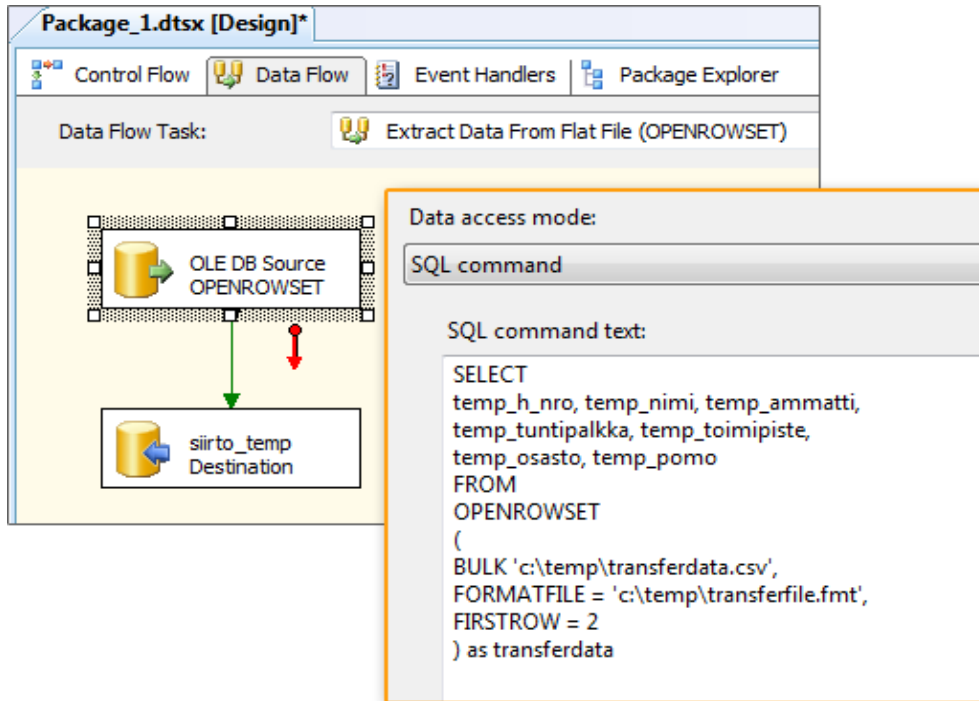 Package_1.dtsx [Design]*
Control Flow
Data Flow
Event Handlers
Package Explorer
Data Flow Task:
Extract Data From Flat File (OPENROWSET)
OLE DB Source
OPENROWSET
siirto_temp
Destination
Data access mode:
SQL command
SQL command text:
SELECT
temp_h_nro, temp_nimi, temp_ammatti,
temp_tuntipalkka, temp_toimipiste,
temp_osasto, temp_pomo
FROM
OPENROWSET
(
BULK 'c:\temp\transferdata.csv',
FORMATFILE = 'c:\temp\transferfile.fmt',
FIRSTROW = 2
) as transferdata